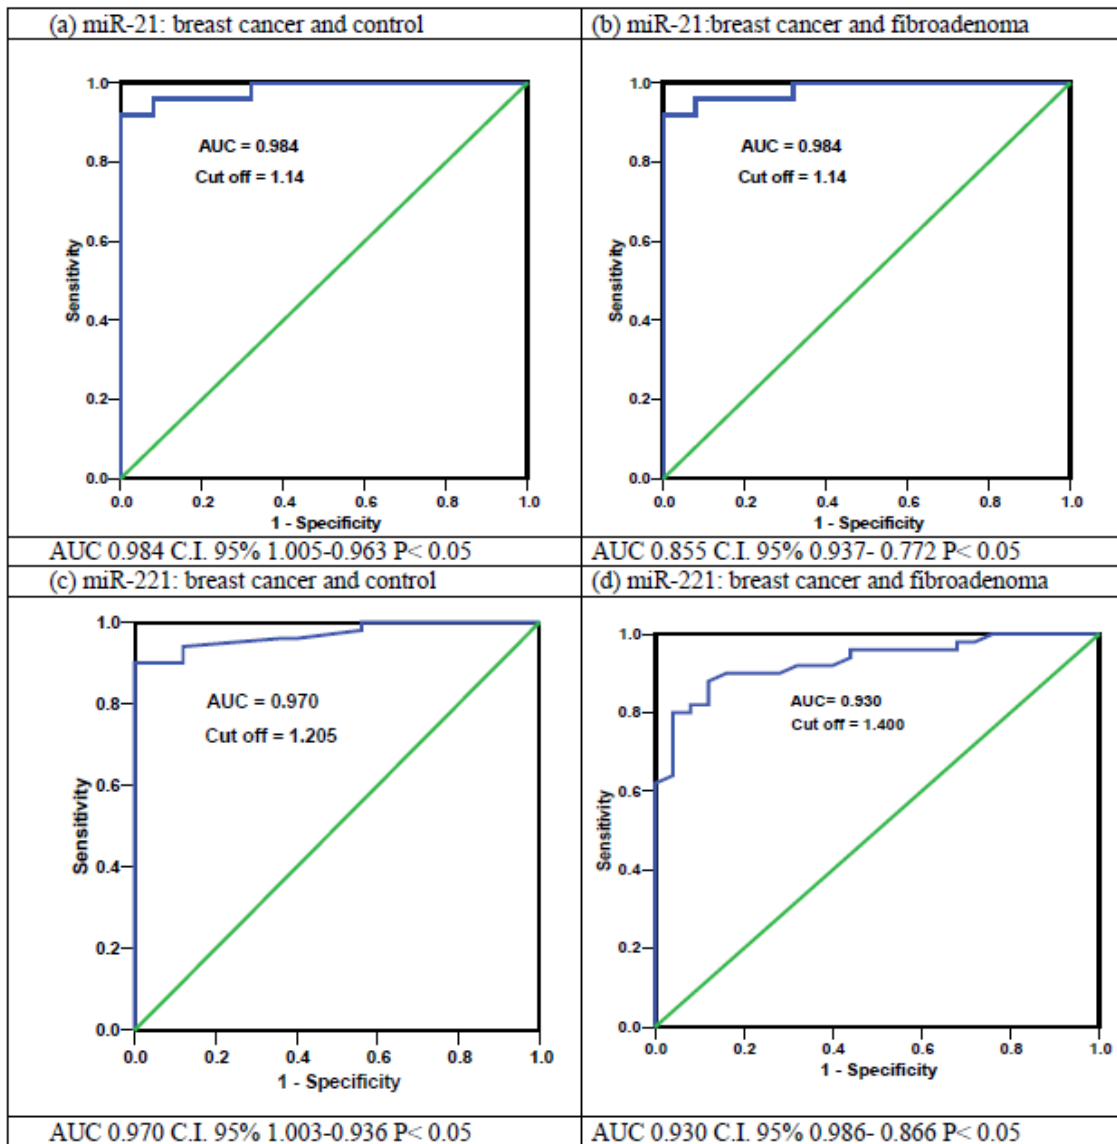 (a) miR-21: breast cancer and control
1.0
0.8
0.6
0.4
0.2
0.0
Sensitivity
AUC = 0.984
Cut off = 1.14
0.0 0.2 0.4 0.6 0.8 1.0
1 - Specificity
AUC 0.984 C.I. 95% 1.005-0.963 P< 0.05
(b) miR-21:breast cancer and fibroadenoma
1.0
0.8
0.6
0.4
0.2
0.0
Sensitivity
AUC = 0.984
Cut off = 1.14
0.0 0.2 0.4 0.6 0.8 1.0
1 - Specificity
AUC 0.855 C.I. 95% 0.937- 0.772 P< 0.05
(c) miR-221: breast cancer and control
1.0
0.8
0.6
0.4
0.2
0.0
Sensitivity
AUC = 0.970
Cut off = 1.205
0.0 0.2 0.4 0.6 0.8 1.0
1 - Specificity
AUC 0.970 C.I. 95% 1.003-0.936 P< 0.05
(d) miR-221: breast cancer and fibroadenoma
1.0
0.8
0.6
0.4
0.2
0.0
Sensitivity
AUC= 0.930
Cut off = 1.400
0.0 0.2 0.4 0.6 0.8 1.0
1 - Specificity
AUC 0.930 C.I. 95% 0.986- 0.866 P< 0.05